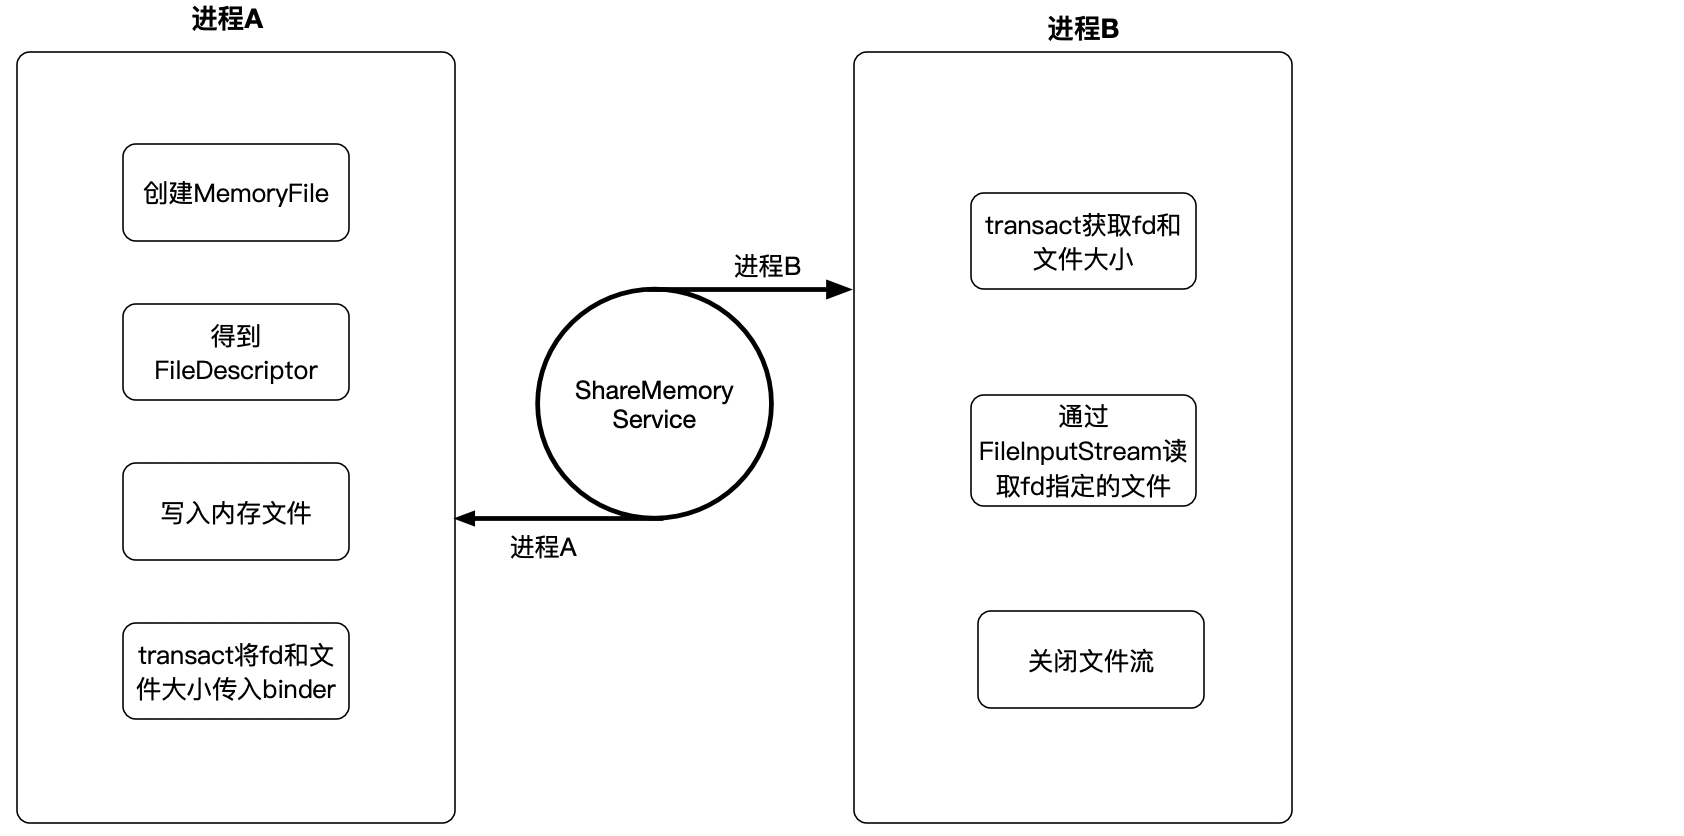 进程A
创建MemoryFile
得到
FileDescriptor
写入内存文件
transact将fd和文
件大小传入binder
进程B
ShareMemory
Service
进程A
进程B
transact获取fd和
文件大小
通过
FileInputStream读
取fd指定的文件
关闭文件流